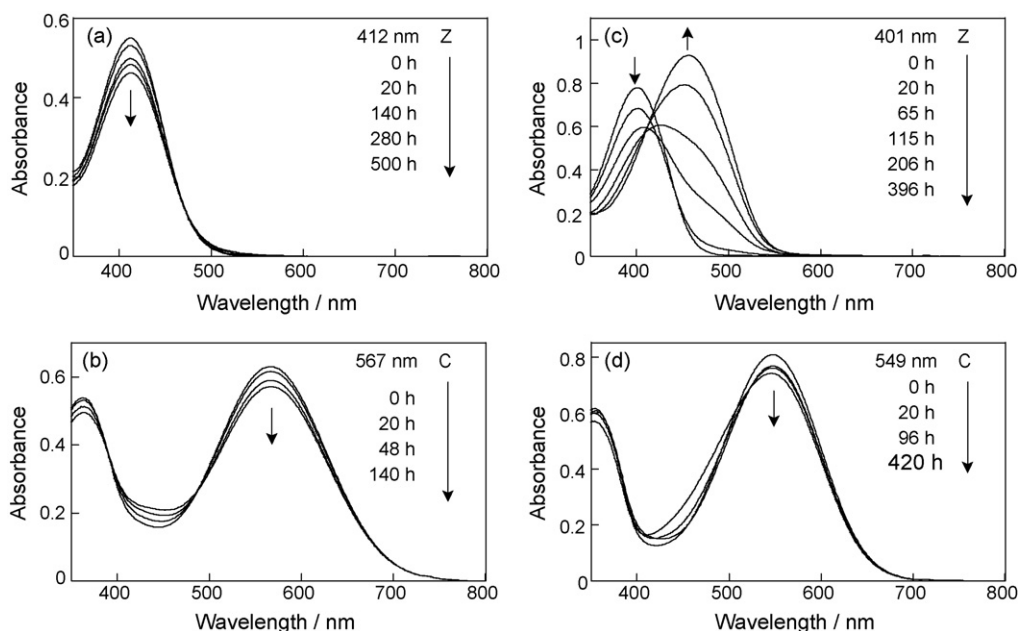 (a)
412 nm Z
0 h
20 h
140 h
280 h
500 h
0.6
0.4
0.2
0
400 500 600 700 800
Absorbance
Wavelength / nm
(c)
401 nm Z
0 h
20 h
65 h
115 h
206 h
396 h
1
0.8
0.6
0.4
0.2
0
400 500 600 700 800
Absorbance
Wavelength / nm
(b)
567 nm C
0 h
20 h
48 h
140 h
0.6
0.4
0.2
0
400 500 600 700 800
Absorbance
Wavelength / nm
(d)
549 nm C
0 h
20 h
96 h
420 h
0.8
0.6
0.4
0.2
0
400 500 600 700 800
Absorbance
Wavelength / nm